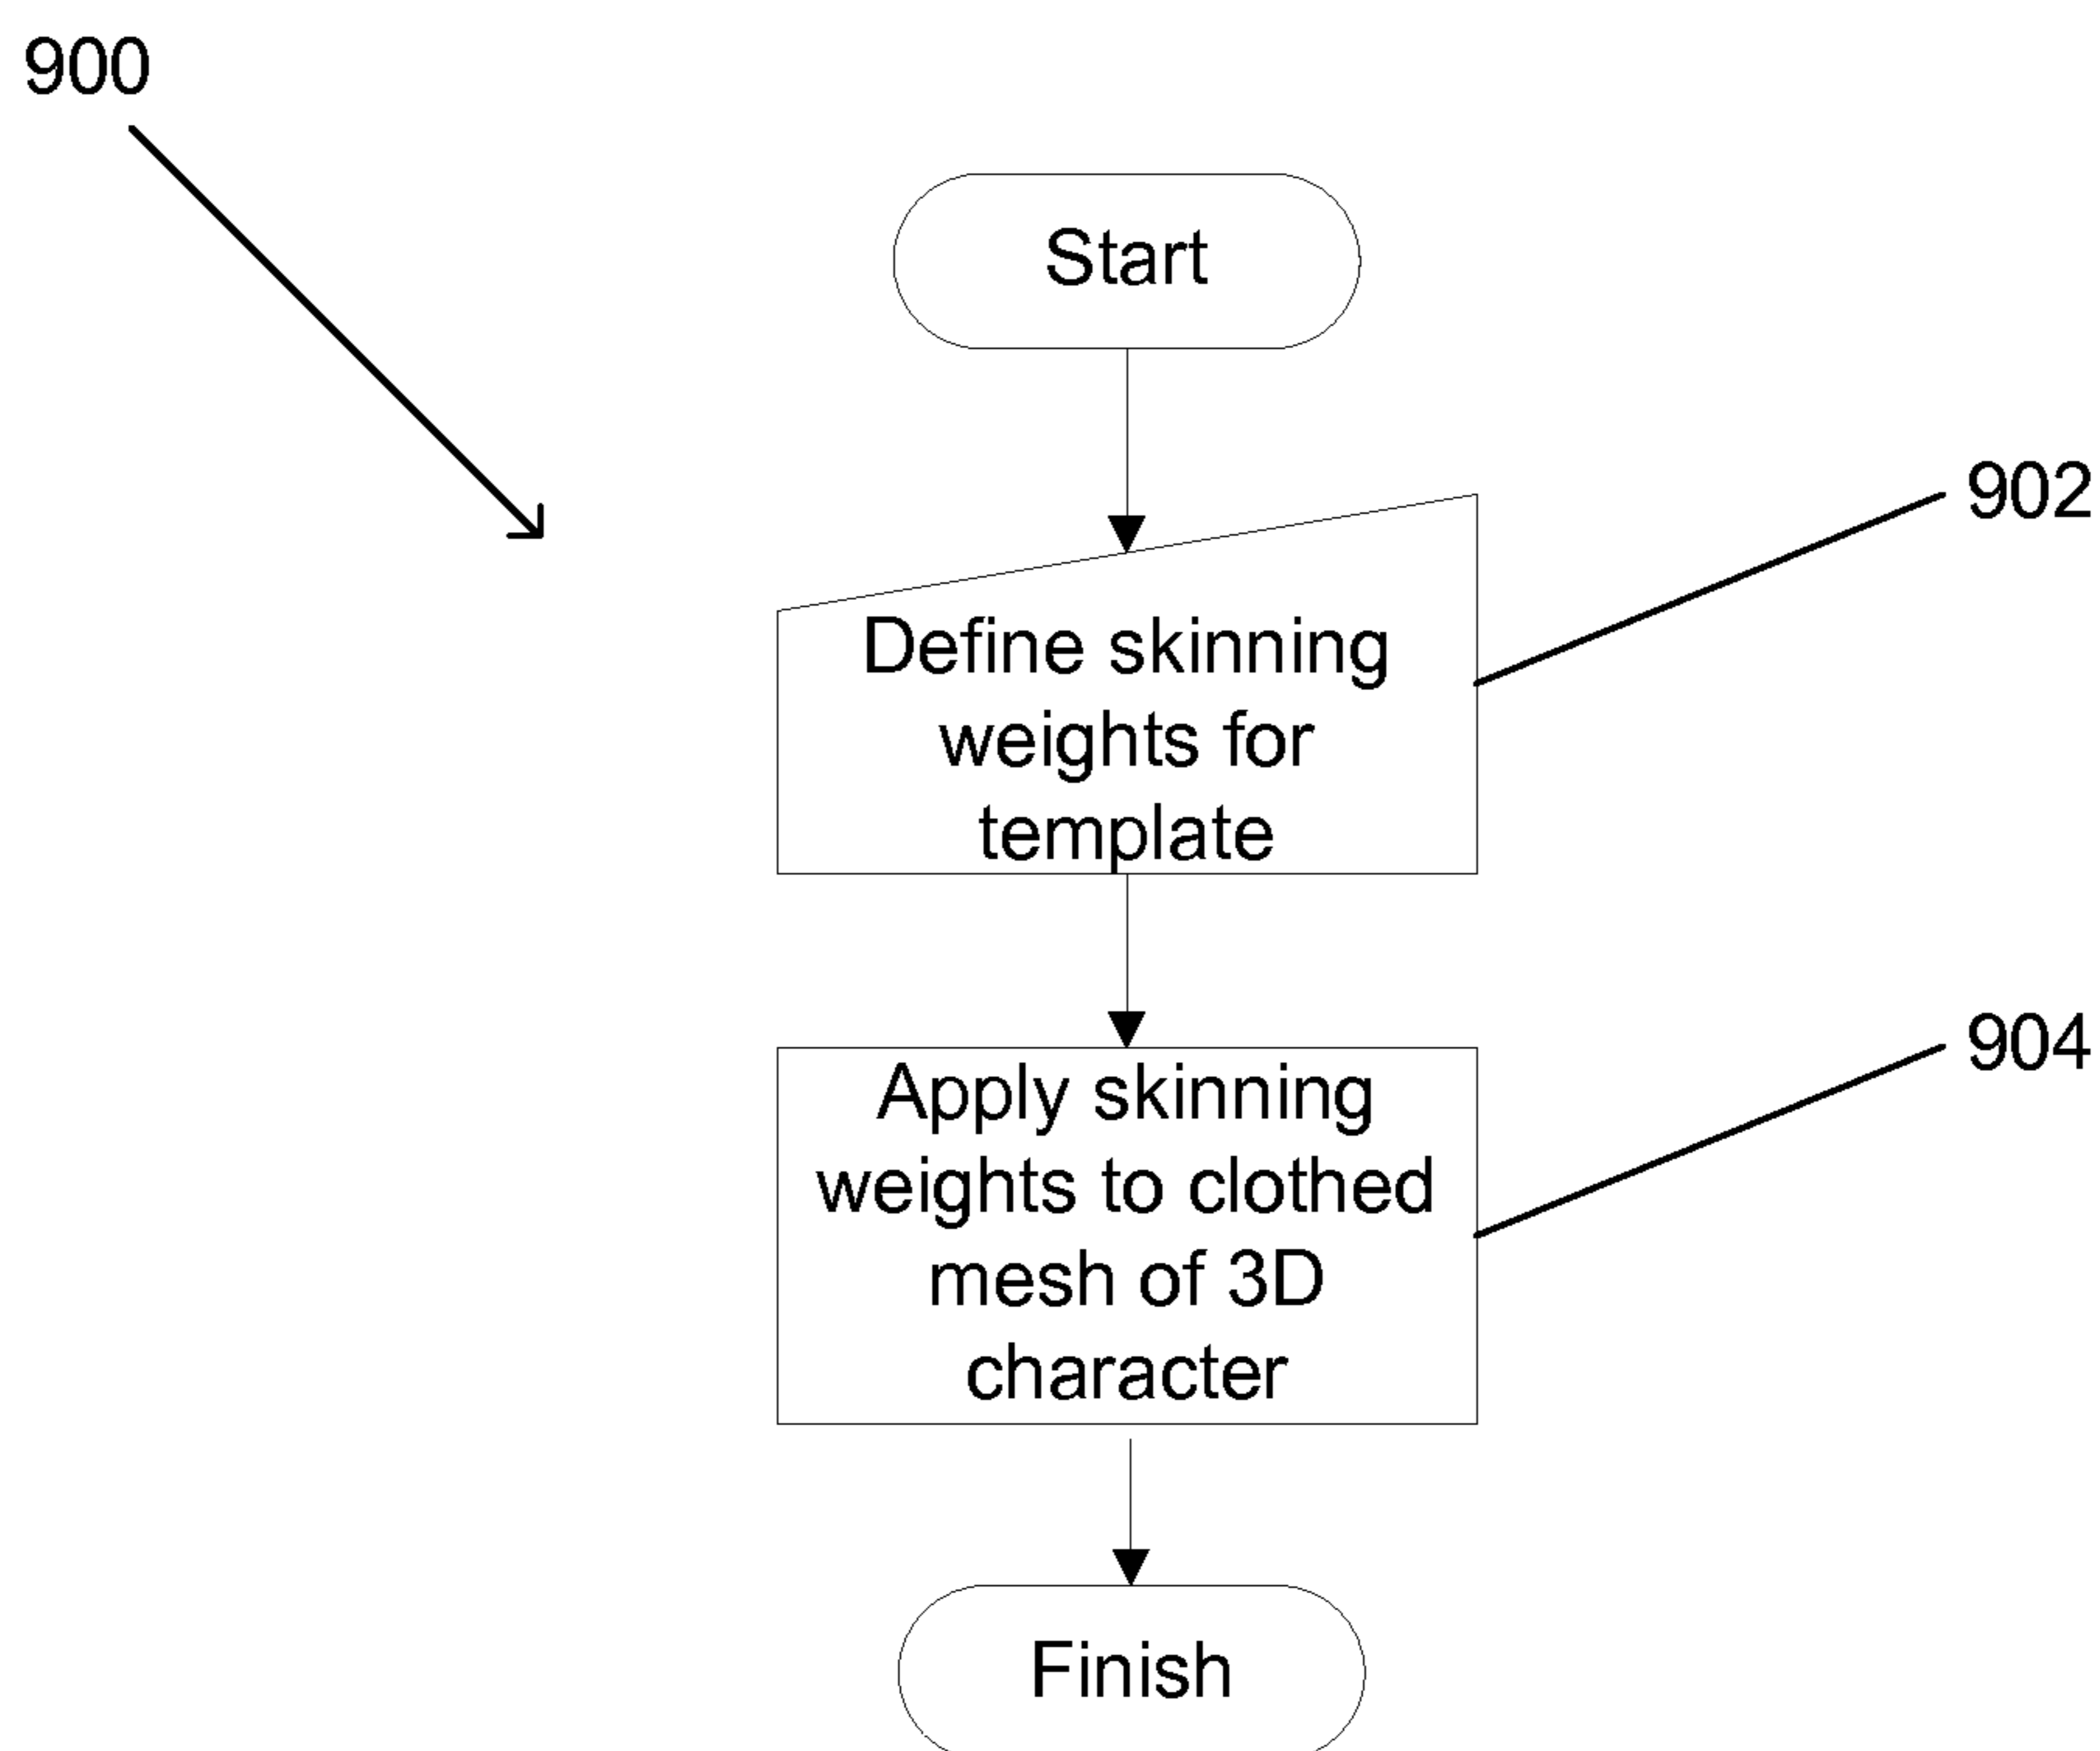 900
Start
902
Define skinning
weights for
template
904
Apply skinning
weights to clothed
mesh of 3D
character
Finish